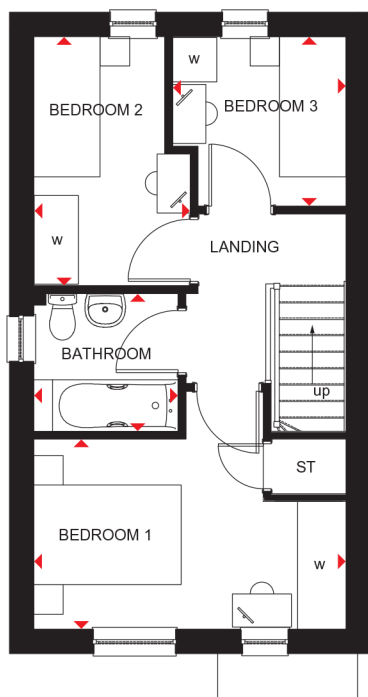 W
BEDROOM 2
BEDROOM 3
W
LANDING
BATHROOM
up
ST
BEDROOM 1
W